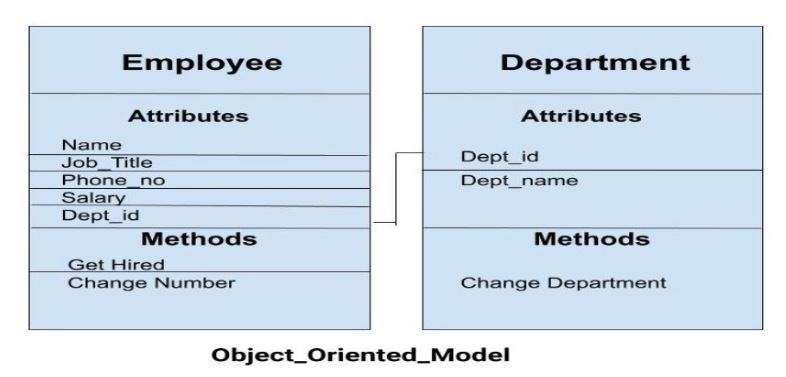 Employee
Attributes
Name
Job_Title
Phone_no
Salary
Dept_id
Methods
Get Hired
Change Number
Department
Attributes
Dept_id
Dept_name
Methods
Change Department
Object_Oriented_Model